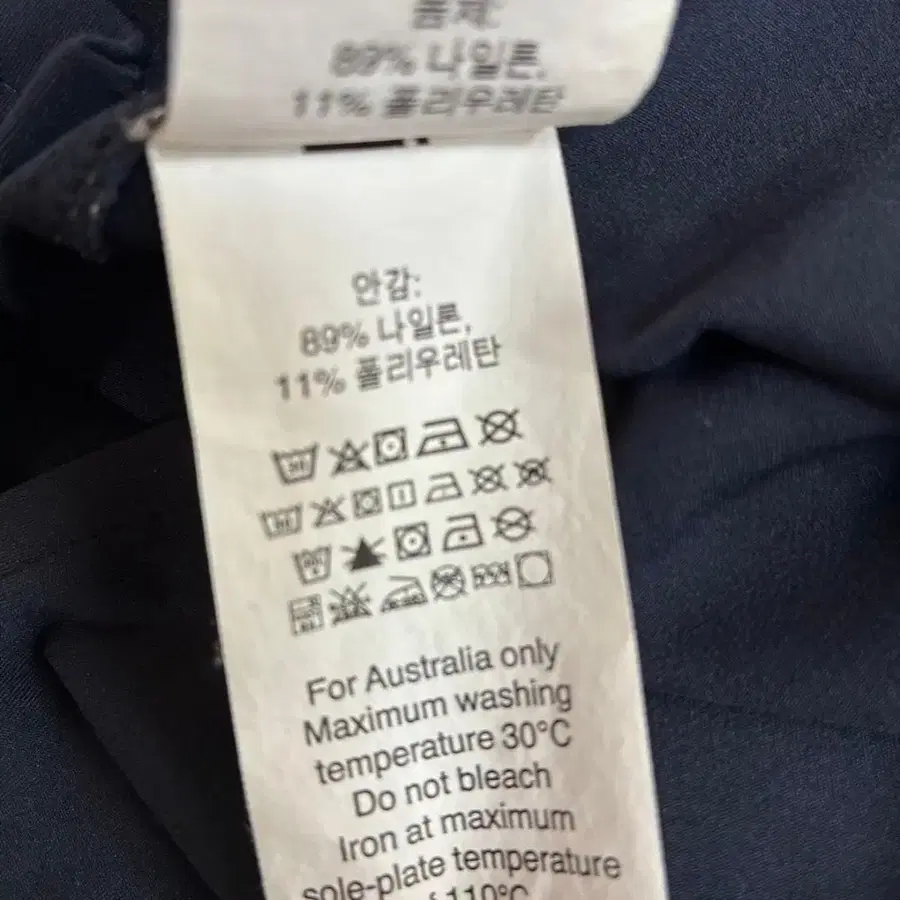 89% 나일론,
11% 폴리우레탄
안감:
89% 나일론,
11% 폴리우레탄
For Australia only
Maximum washing
temperature 30°C
Do not bleach
Iron at maximum
sole-plate temperature
110°C